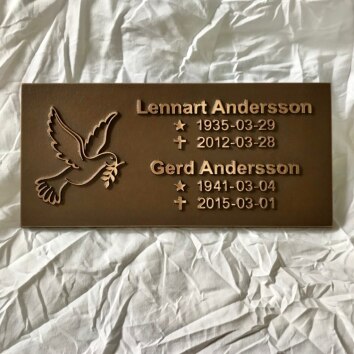 Lennart Andersson
★ 1935-03-29
✝ 2012-03-28
Gerd Andersson
★ 1941-03-04
✝ 2015-03-01